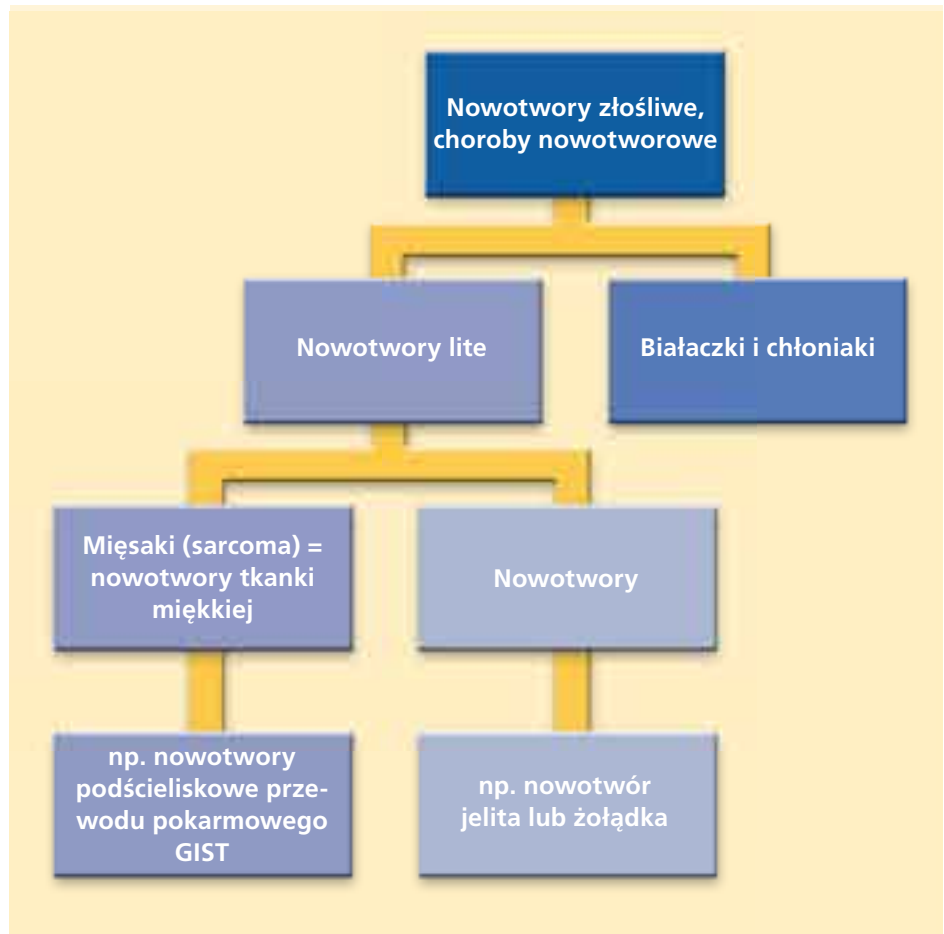 Nowotwory złośliwe,
choroby nowotworowe
Nowotwory lite
Białaczki i chłoniaki
Mięsaki (sarcoma) =
nowotwory tkanki
miękkiej
Nowotwory
np. nowotwory
podścieliskowe prze-
wodu pokarmowego
GIST
np. nowotwór
jelita lub żołądka